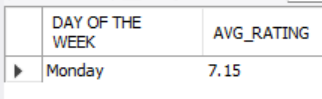 DAY OF THE
WEEK
AVG_RATING
Monday 7.15